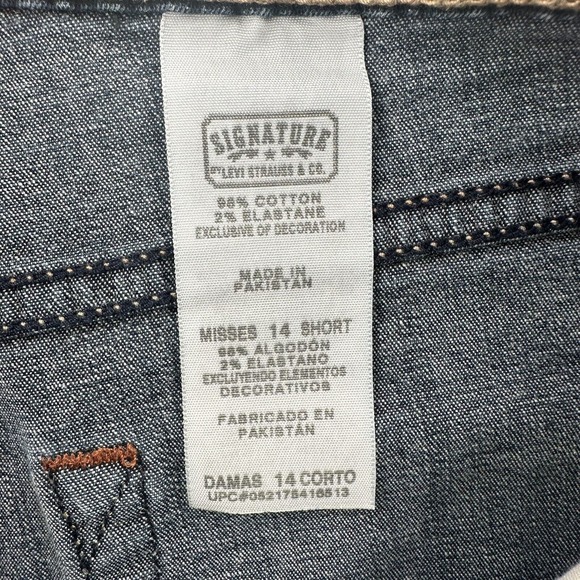 SIGNATURE
BY LEVI STRAUSS & CO.
98% COTTON
2% ELASTANE
EXCLUSIVE OF DECORATION
MADE IN
PAKISTAN
MISSES 14 SHORT
98% ALGODÓN
2% ELASTANO
EXCLUYENDO ELEMENTOS
DECORATIVOS
FABRICADO EN
PAKISTÁN
DAMAS 14 CORTO
UPC#052175416513